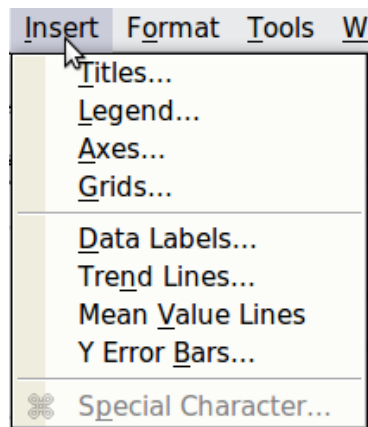 Insert Format Tools W
Titles...
Legend...
Axes...
Grids...
Data Labels...
Trend Lines...
Mean Value Lines
Y Error Bars...
Special Character...